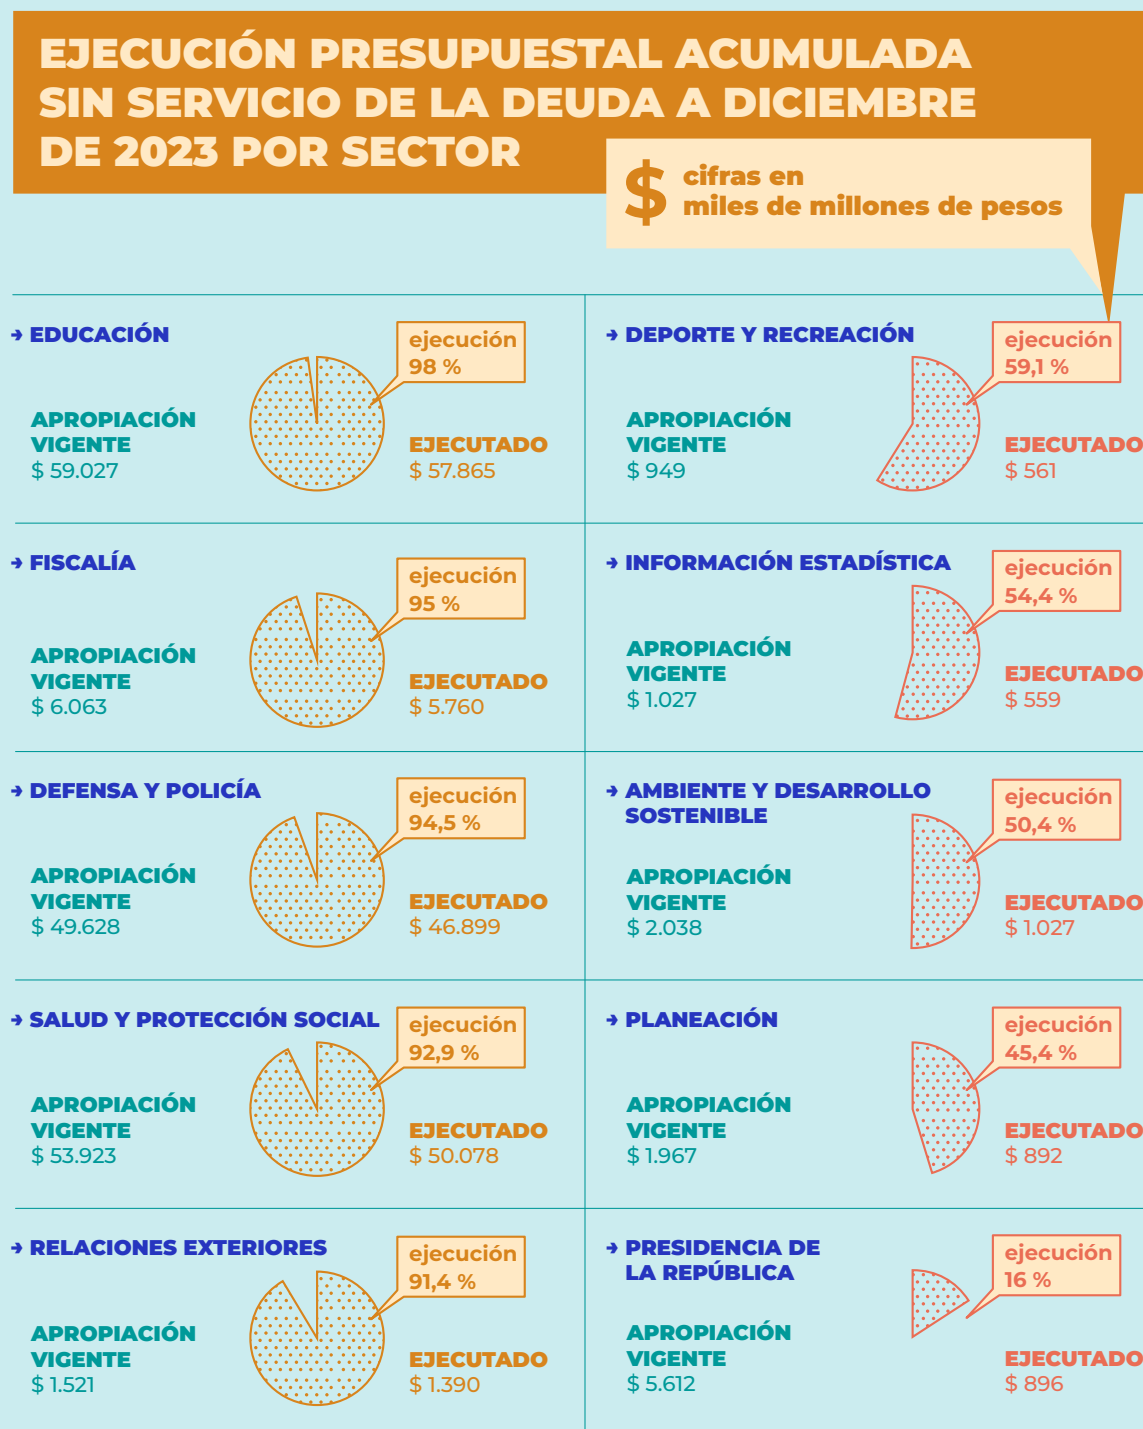 EJECUCIÓN PRESUPUESTAL ACUMULADA
SIN SERVICIO DE LA DEUDA A DICIEMBRE
DE 2023 POR SECTOR
$ cifras en
miles de millones de pesos
→ EDUCACIÓN
ejecución
98 %
APROPIACIÓN
VIGENTE
$ 59.027
EJECUTADO
$ 57.865
→ FISCALÍA
ejecución
95 %
APROPIACIÓN
VIGENTE
$ 6.063
EJECUTADO
$ 5.760
→ DEFENSA Y POLICÍA
ejecución
94,5 %
APROPIACIÓN
VIGENTE
$ 49.628
EJECUTADO
$ 46.899
→ SALUD Y PROTECCIÓN SOCIAL
ejecución
92,9 %
APROPIACIÓN
VIGENTE
$ 53.923
EJECUTADO
$ 50.078
→ RELACIONES EXTERIORES
ejecución
91,4 %
APROPIACIÓN
VIGENTE
$ 1.521
EJECUTADO
$ 1.390
→ DEPORTE Y RECREACIÓN
ejecución
59,1 %
APROPIACIÓN
VIGENTE
$ 949
EJECUTADO
$ 561
→ INFORMACIÓN ESTADÍSTICA
ejecución
54,4 %
APROPIACIÓN
VIGENTE
$ 1.027
EJECUTADO
$ 559
→ AMBIENTE Y DESARROLLO
SOSTENIBLE
ejecución
50,4 %
APROPIACIÓN
VIGENTE
$ 2.038
EJECUTADO
$ 1.027
→ PLANEACIÓN
ejecución
45,4 %
APROPIACIÓN
VIGENTE
$ 1.967
EJECUTADO
$ 892
→ PRESIDENCIA DE
LA REPÚBLICA
ejecución
16 %
APROPIACIÓN
VIGENTE
$ 5.612
EJECUTADO
$ 896